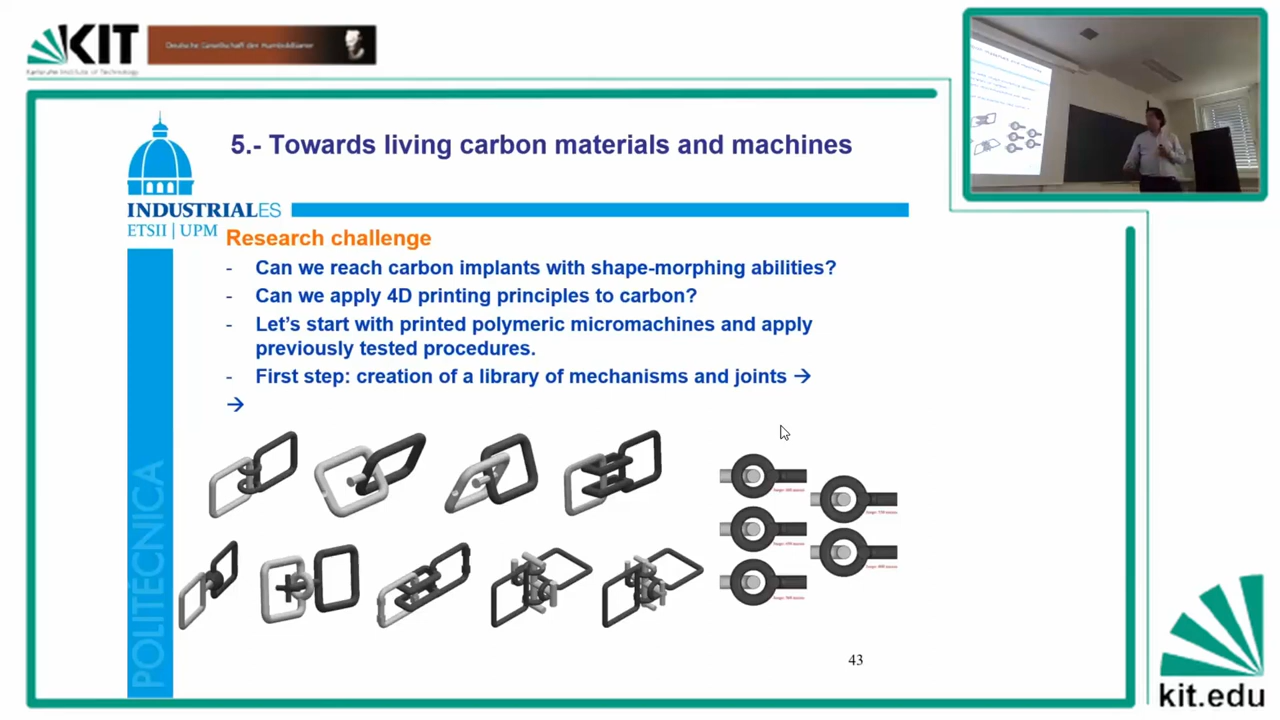 KIT
Karlsruhe Institute of Technology
Deutsche Gesellschaft der Humboldtianer
5.- Towards living carbon materials and machines
INDUSTRIALES
ETSII | UPM
Research challenge
- Can we reach carbon implants with shape-morphing abilities?
- Can we apply 4D printing principles to carbon?
- Let's start with printed polymeric micromachines and apply
previously tested procedures.
- First step: creation of a library of mechanisms and joints →
→
POLITÉCNICA
43
kit.edu